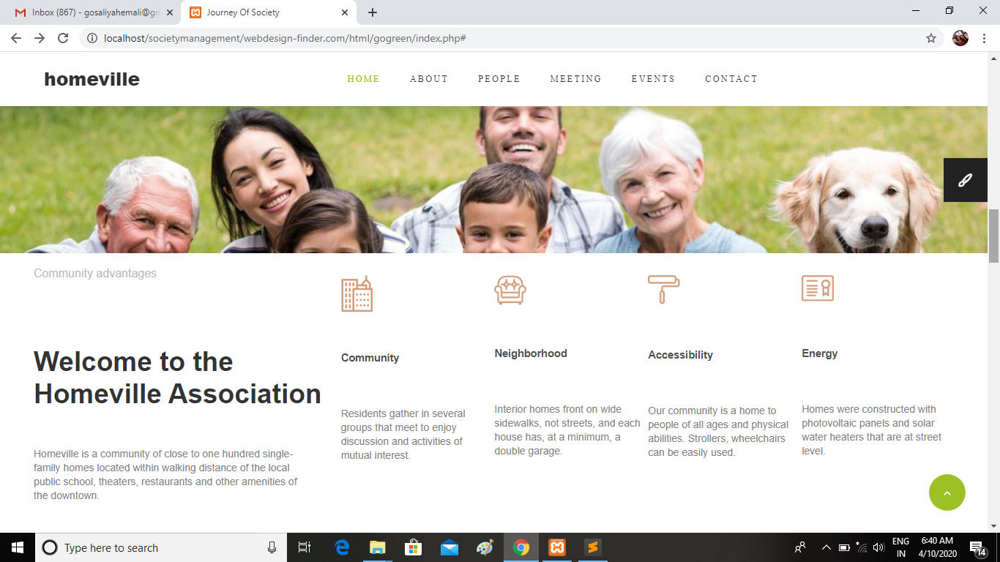 Inbox (867) - gosaliyahemali@gm
Journey Of Society
localhost/societymanagement/webdesign-finder.com/html/gogreen/index.php#
homeville
HOME
ABOUT
PEOPLE
MEETING
EVENTS
CONTACT
Community advantages
Welcome to the
Homeville Association
Homeville is a community of close to one hundred single-
family homes located within walking distance of the local
public school, theaters, restaurants and other amenities of
the downtown.
Community
Residents gather in several
groups that meet to enjoy
discussion and activities of
mutual interest.
Neighborhood
Interior homes front on wide
sidewalks, not streets, and each
house has, at a minimum, a
double garage.
Accessibility
Our community is a home to
people of all ages and physical
abilities. Strollers, wheelchairs
can be easily used.
Energy
Homes were constructed with
photovoltaic panels and solar
water heaters that are at street
level.
Type here to search
ENG
IN
6:40 AM
4/10/2020
14